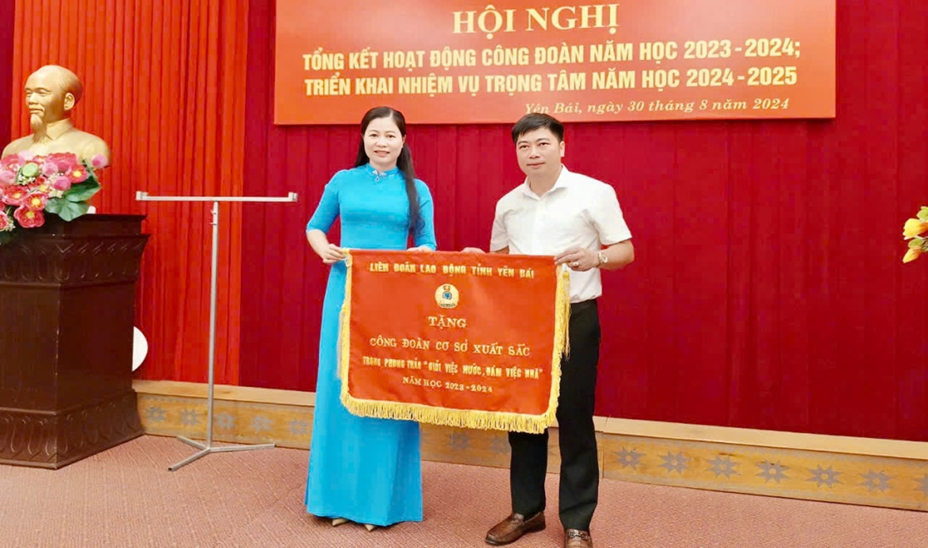 HỘI NGHỊ
TỔNG KẾT HOẠT ĐỘNG CÔNG ĐOÀN NĂM HỌC 2023 - 2024;
TRIỂN KHAI NHIỆM VỤ TRỌNG TÂM NĂM HỌC 2024 - 2025
Yên Bái, ngày 30 tháng 8 năm 2024
LIÊN ĐOÀN LAO ĐỘNG TỈNH YÊN BÁI
TẶNG
CÔNG ĐOÀN CƠ SỞ XUẤT SẮC
TRONG PHONG TRÀO "GIỎI VIỆC NƯỚC, ĐẢM VIỆC NHÀ"
NĂM HỌC 2023 - 2024